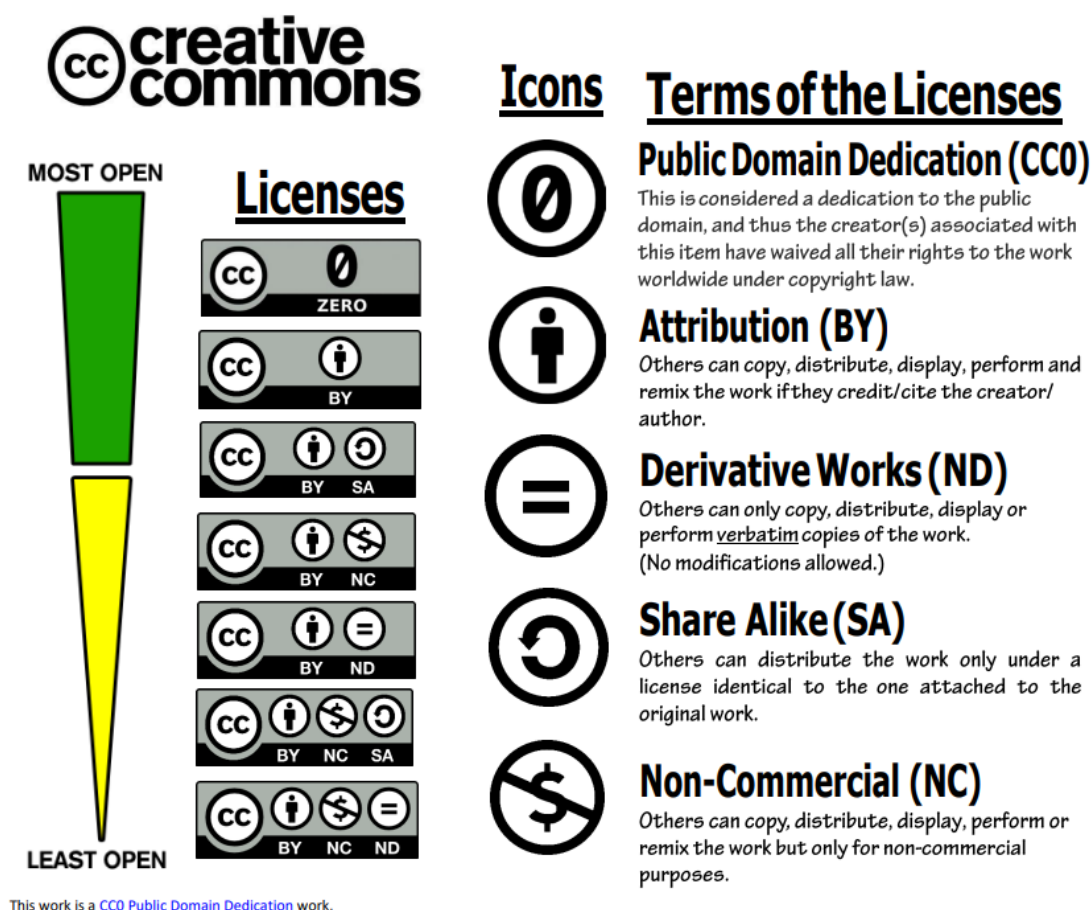 cc creative
commons
MOST OPEN
Licenses
cc 0
ZERO
cc
BY
cc
BY SA
cc $
BY NC
cc =
BY ND
cc $
BY NC SA
cc $ =
BY NC ND
LEAST OPEN
This work is a CC0 Public Domain Dedication work.
Icons
0
=
$
Terms of the Licenses
Public Domain Dedication (CC0)
This is considered a dedication to the public
domain, and thus the creator(s) associated with
this item have waived all their rights to the work
worldwide under copyright law.
Attribution (BY)
Others can copy, distribute, display, perform and
remix the work if they credit/cite the creator/
author.
Derivative Works (ND)
Others can only copy, distribute, display or
perform verbatim copies of the work.
(No modifications allowed.)
Share Alike (SA)
Others can distribute the work only under a
license identical to the one attached to the
original work.
Non-Commercial (NC)
Others can copy, distribute, display, perform or
remix the work but only for non-commercial
purposes.